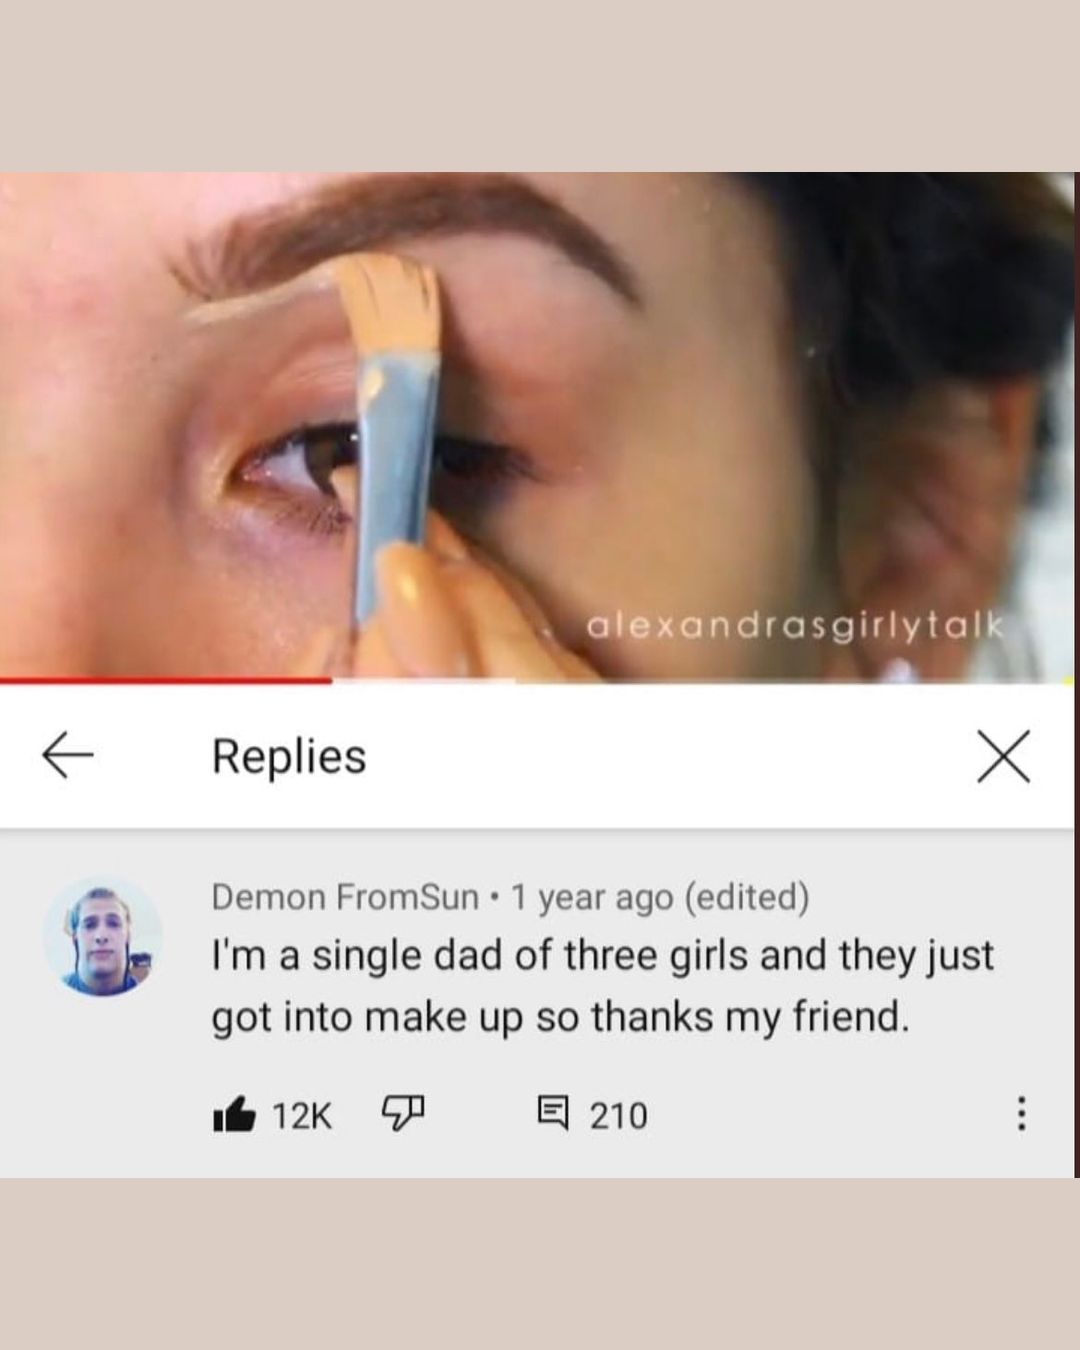 alexandrasgirlytalk
Replies
Demon FromSun • 1 year ago (edited)
I'm a single dad of three girls and they just
got into make up so thanks my friend.
12K 210